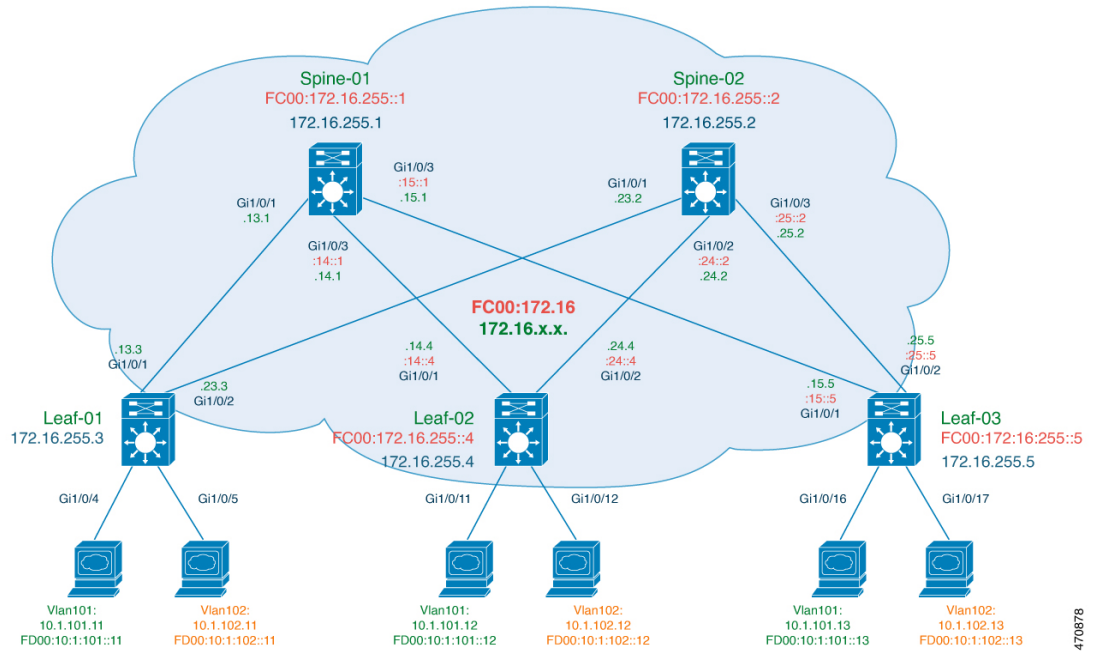 Spine-01
FC00:172.16.255::1
172.16.255.1
Spine-02
FC00:172.16.255::2
172.16.255.2
Gi1/0/1
.13.1
Gi1/0/3
:15::1
.15.1
Gi1/0/3
:14::1
.14.1
Gi1/0/1
.23.2
Gi1/0/3
:25::2
.25.2
Gi1/0/2
:24::2
.24.2
FC00:172.16
172.16.x.x.
.13.3
Gi1/0/1
.23.3
Gi1/0/2
.14.4
:14::4
Gi1/0/1
.24.4
:24::4
Gi1/0/2
.15.5
:15::5
Gi1/0/1
.25.5
:25::5
Gi1/0/2
Leaf-01
172.16.255.3
Leaf-02
FC00:172.16.255::4
172.16.255.4
Leaf-03
FC00:172:16:255::5
172.16.255.5
Gi1/0/4
Gi1/0/5
Gi1/0/11
Gi1/0/12
Gi1/0/16
Gi1/0/17
Vlan101:
10.1.101.11
FD00:10:1:101::11
Vlan102:
10.1.102.11
FD00:10:1:102::11
Vlan101:
10.1.101.12
FD00:10:1:101::12
Vlan102:
10.1.102.12
FD00:10:1:102::12
Vlan101:
10.1.101.13
FD00:10:1:101::13
Vlan102:
10.1.102.13
FD00:10:1:102::13
470878